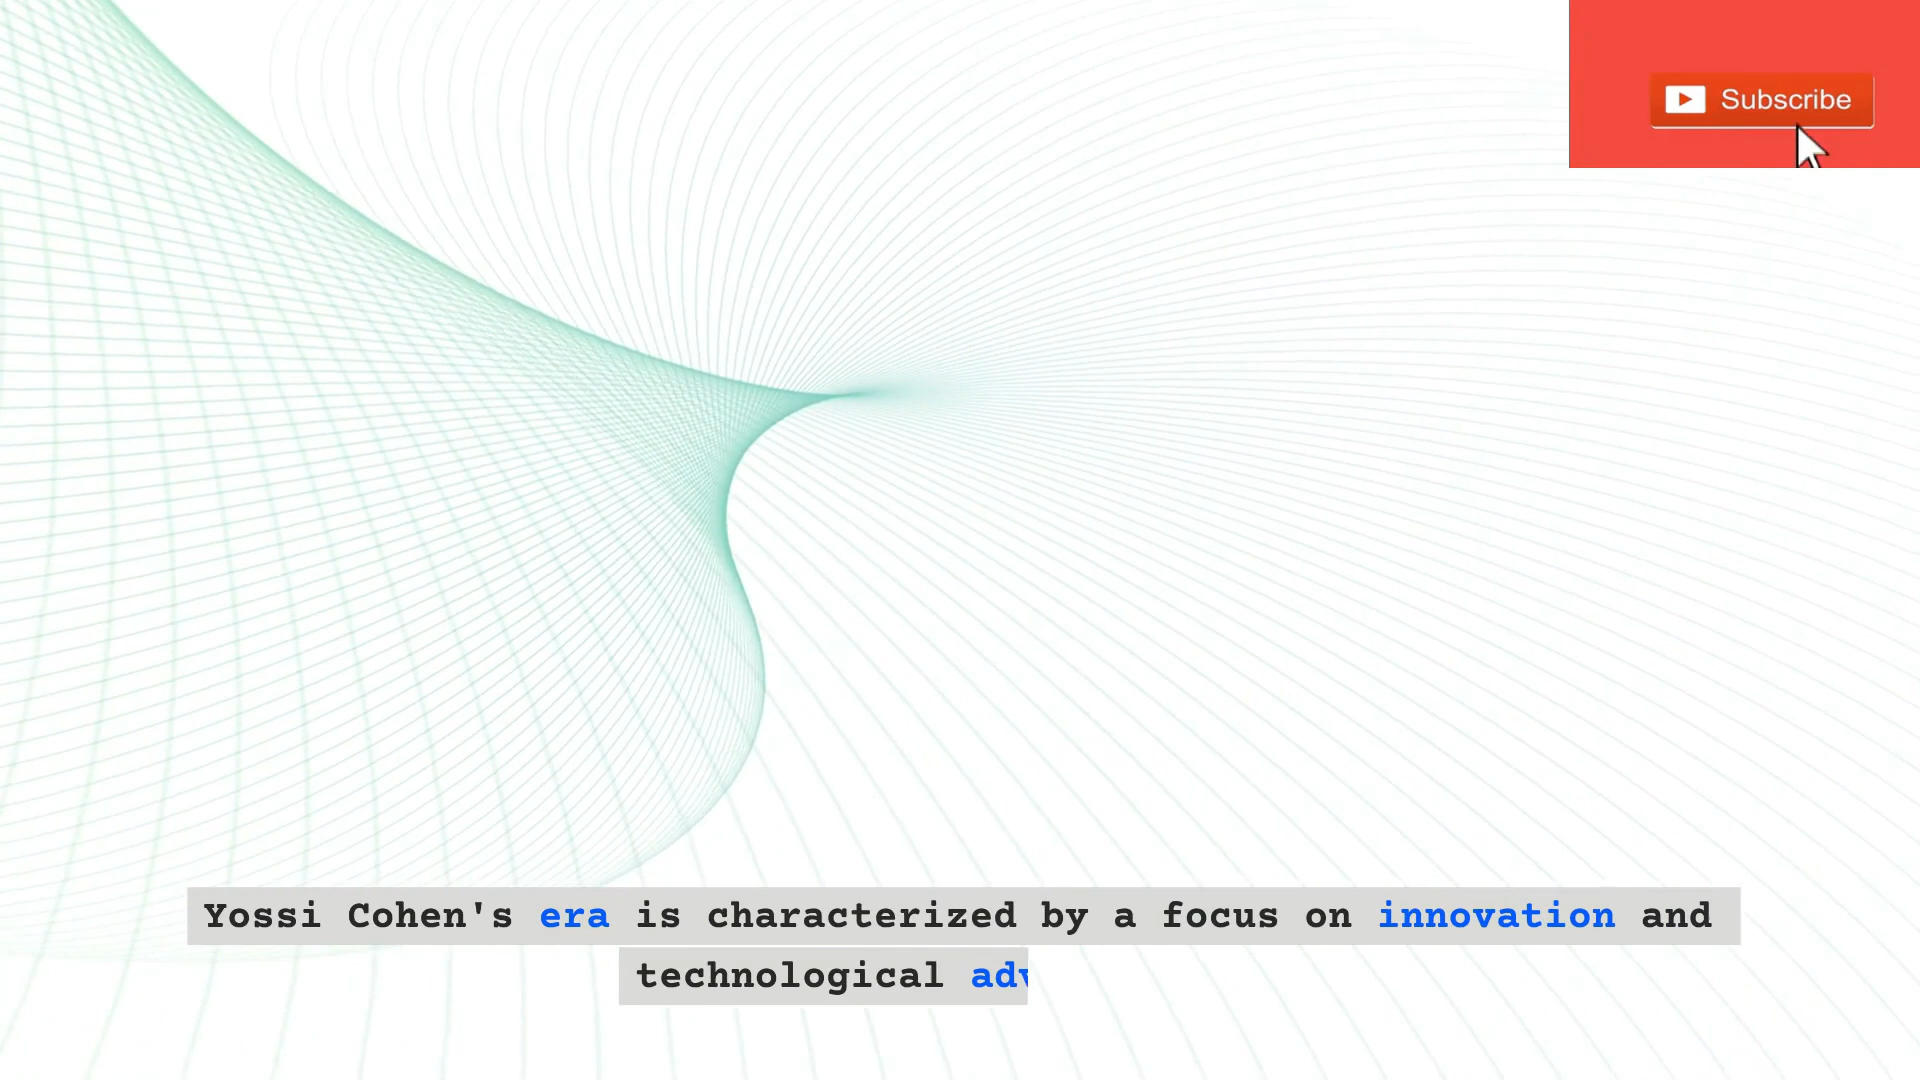 Subscribe
Yossi Cohen's era is characterized by a focus on innovation and
technological